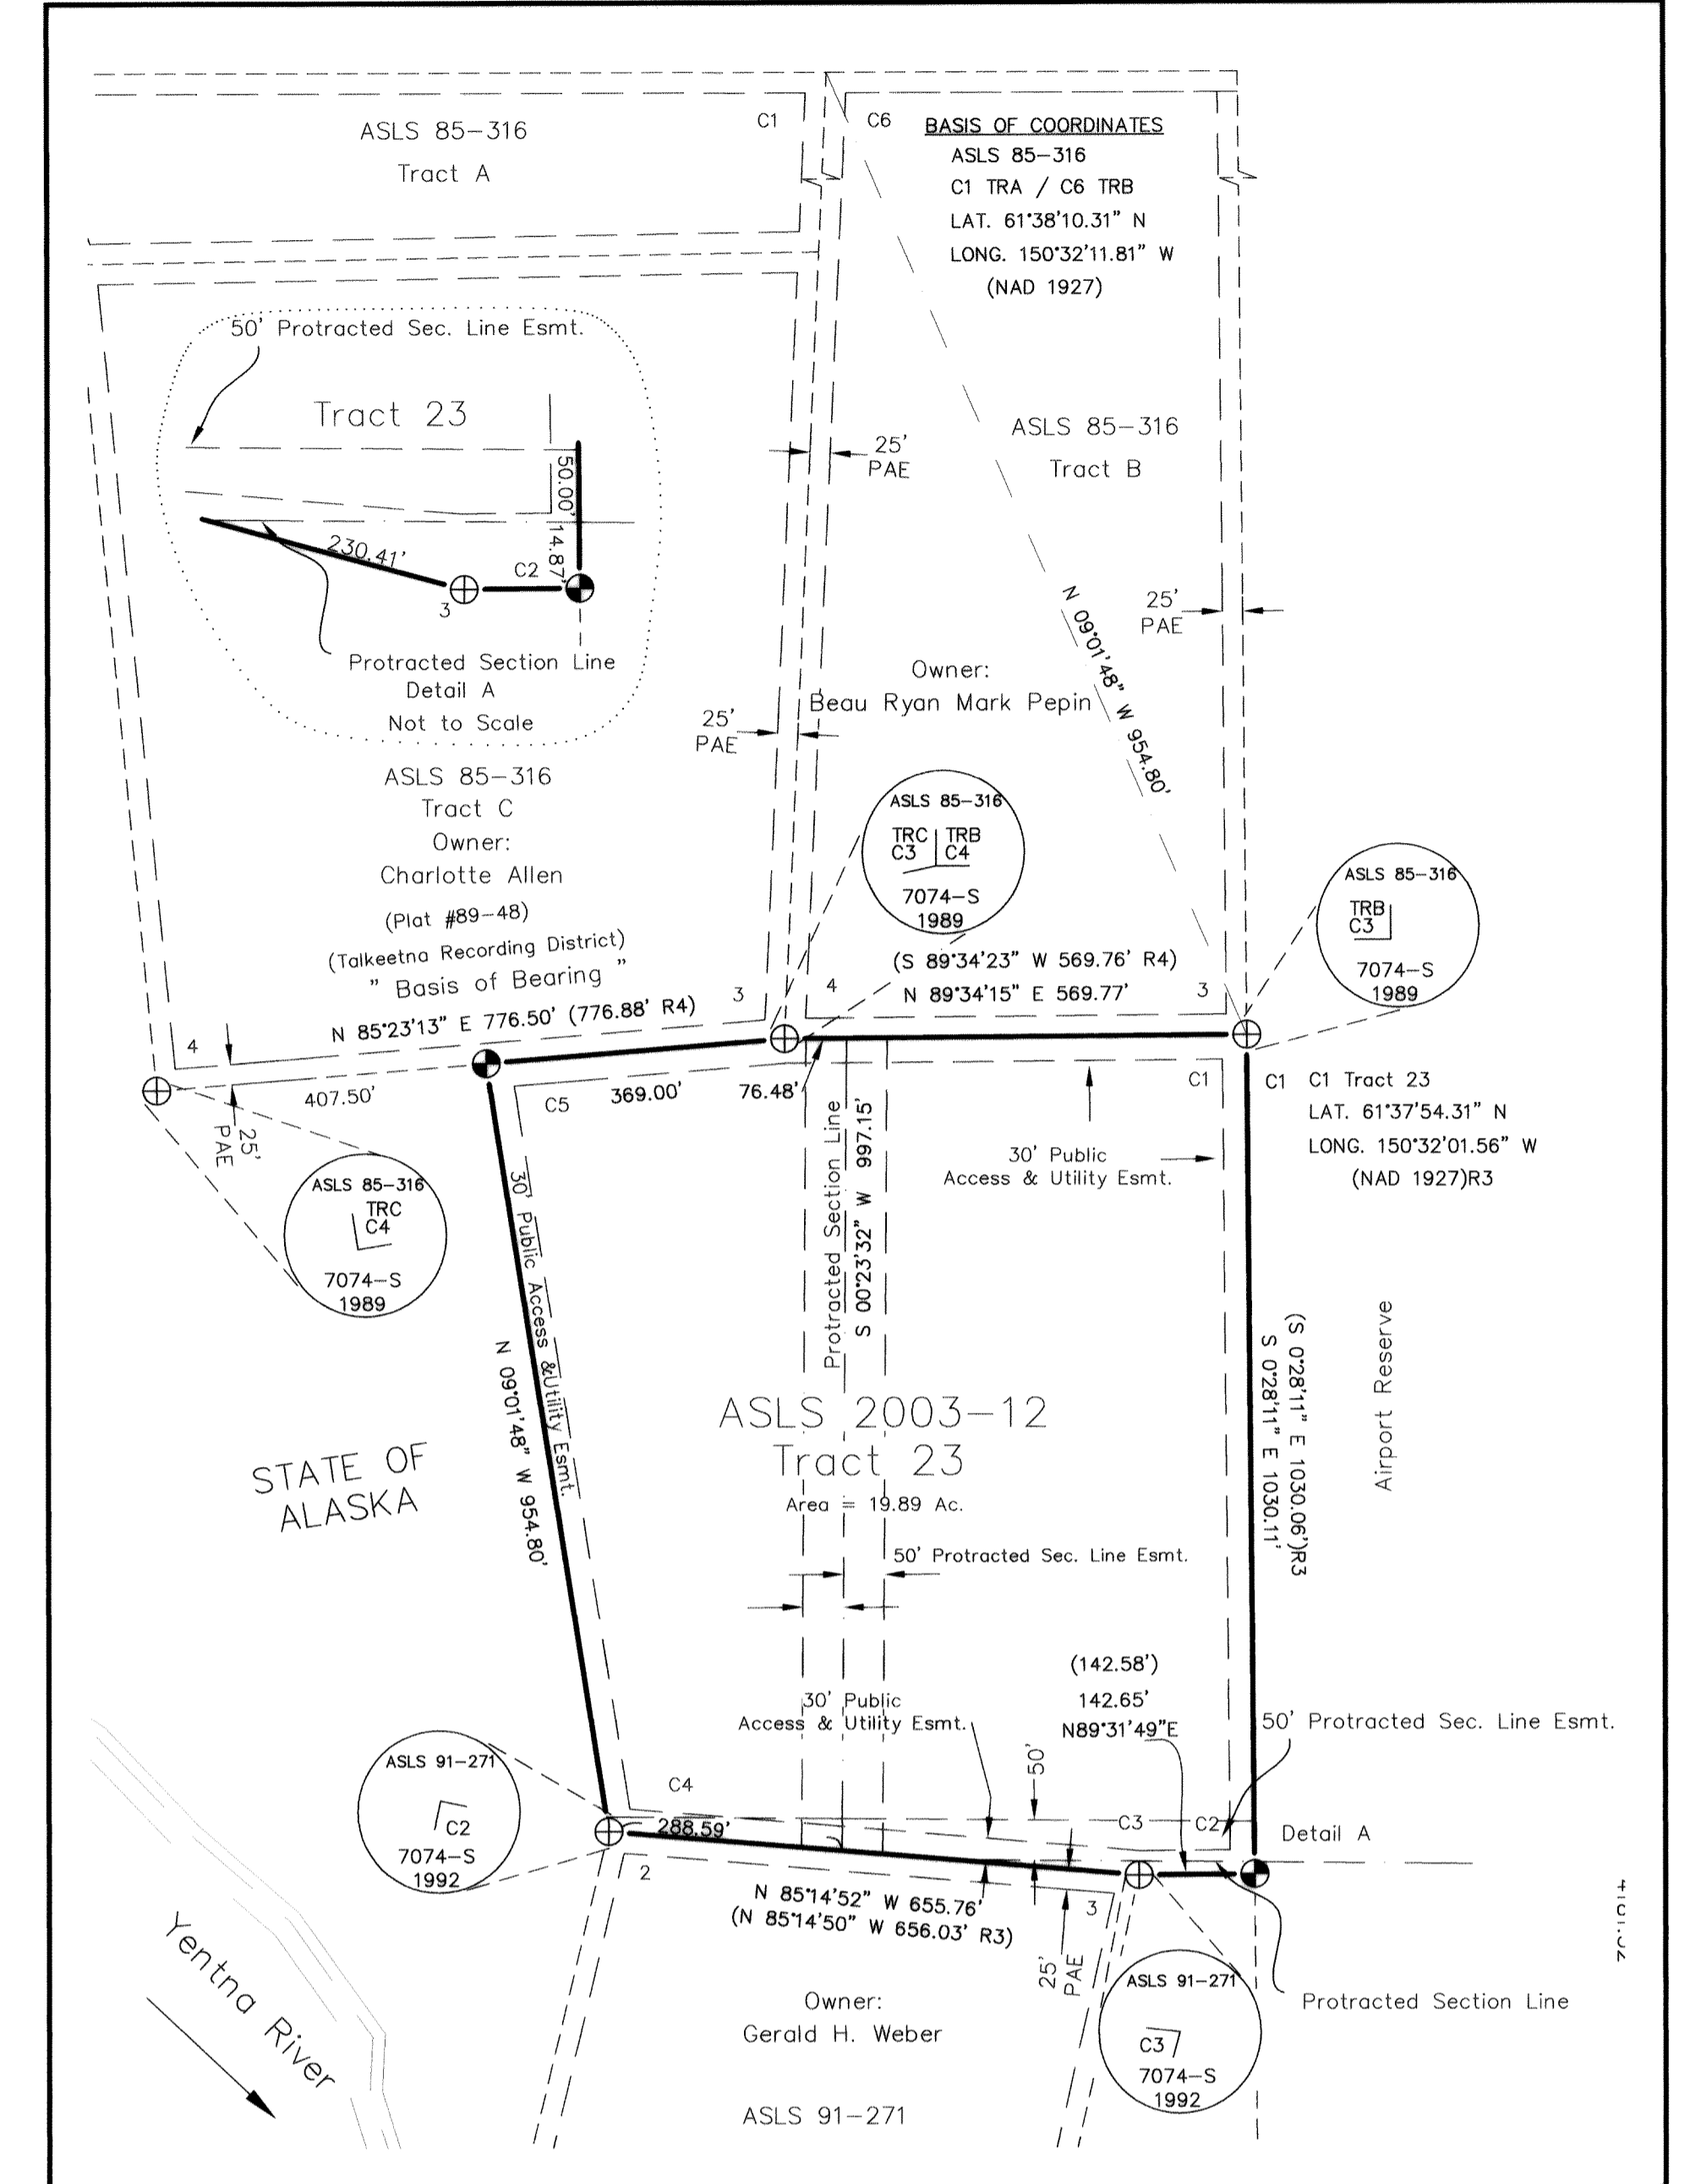 ASLS 85-316
Tract A
C1
C6
BASIS OF COORDINATES
ASLS 85-316
C1 TRA / C6 TRB
LAT. 61°38'10.31" N
LONG. 150°32'11.81" W
(NAD 1927)
50' Protracted Sec. Line Esmt.
Tract 23
50.00'
14.87'
230.41'
C2
3
Protracted Section Line
Detail A
Not to Scale
25'
PAE
ASLS 85-316
Tract B
N 09°01'48" W 954.80'
25'
PAE
Owner:
Beau Ryan Mark Pepin
25'
PAE
ASLS 85-316
Tract C
Owner:
Charlotte Allen
(Plat #89-48)
(Talkeetna Recording District)
" Basis of Bearing "
N 85°23'13" E 776.50' (776.88' R4)
ASLS 85-316
TRC TRB
C3 C4
7074-S
1989
ASLS 85-316
TRB
C3
7074-S
1989
(S 89°34'23" W 569.76' R4)
N 89°34'15" E 569.77'
3
4
3
4
407.50'
25'
PAE
C5
369.00'
76.48'
C1
C1
C1 Tract 23
LAT. 61°37'54.31" N
LONG. 150°32'01.56" W
(NAD 1927)R3
30' Public
Access & Utility Esmt.
ASLS 85-316
TRC
C4
7074-S
1989
30' Public Access &Utility Esmt.
N 09°01'48" W 954.80'
Protracted Section Line
S 00°23'32" W 997.15'
(S 0°28'11" E 1030.06')R3
S 0°28'11" E 1030.11'
Airport Reserve
STATE OF
ALASKA
ASLS 2003-12
Tract 23
Area = 19.89 Ac.
50' Protracted Sec. Line Esmt.
(142.58')
142.65'
N89°31'49"E
30' Public
Access & Utility Esmt.
50'
50' Protracted Sec. Line Esmt.
ASLS 91-271
C2
7074-S
1992
C4
288.59'
C3
C2
Detail A
2
N 85°14'52" W 655.76'
(N 85°14'50" W 656.03' R3)
3
25'
PAE
ASLS 91-271
C3
7074-S
1992
Protracted Section Line
Yentna River
Owner:
Gerald H. Weber
ASLS 91-271